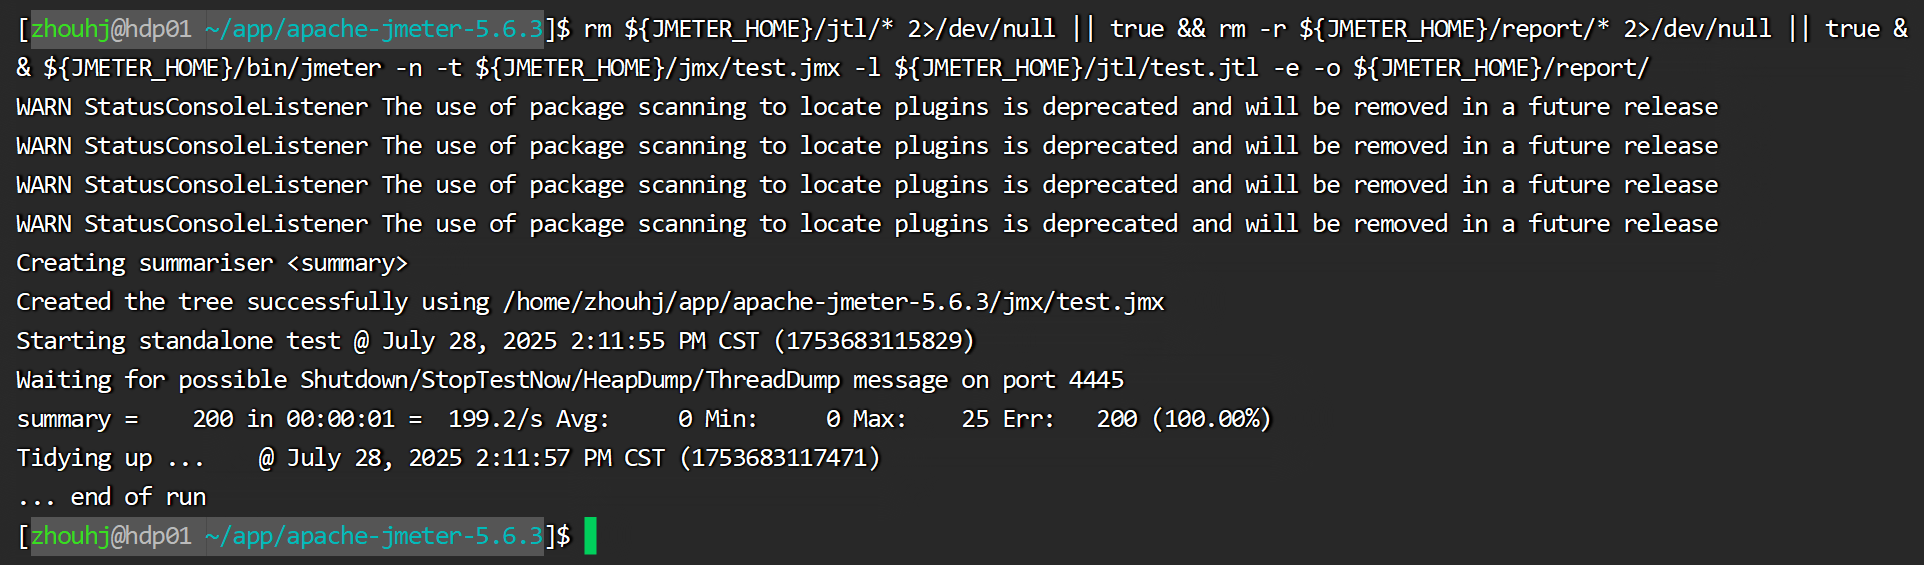 [zhouhj@hdp01 ~/app/apache-jmeter-5.6.3]$ rm ${JMETER_HOME}/jtl/* 2>/dev/null || true && rm -r ${JMETER_HOME}/report/* 2>/dev/null || true &
& ${JMETER_HOME}/bin/jmeter -n -t ${JMETER_HOME}/jmx/test.jmx -l ${JMETER_HOME}/jtl/test.jtl -e -o ${JMETER_HOME}/report/
WARN StatusConsoleListener The use of package scanning to locate plugins is deprecated and will be removed in a future release
WARN StatusConsoleListener The use of package scanning to locate plugins is deprecated and will be removed in a future release
WARN StatusConsoleListener The use of package scanning to locate plugins is deprecated and will be removed in a future release
WARN StatusConsoleListener The use of package scanning to locate plugins is deprecated and will be removed in a future release
Creating summariser <summary>
Created the tree successfully using /home/zhouhj/app/apache-jmeter-5.6.3/jmx/test.jmx
Starting standalone test @ July 28, 2025 2:11:55 PM CST (1753683115829)
Waiting for possible Shutdown/StopTestNow/HeapDump/ThreadDump message on port 4445
summary =    200 in 00:00:01 =  199.2/s Avg:     0 Min:     0 Max:    25 Err:   200 (100.00%)
Tidying up ...    @ July 28, 2025 2:11:57 PM CST (1753683117471)
... end of run
[zhouhj@hdp01 ~/app/apache-jmeter-5.6.3]$